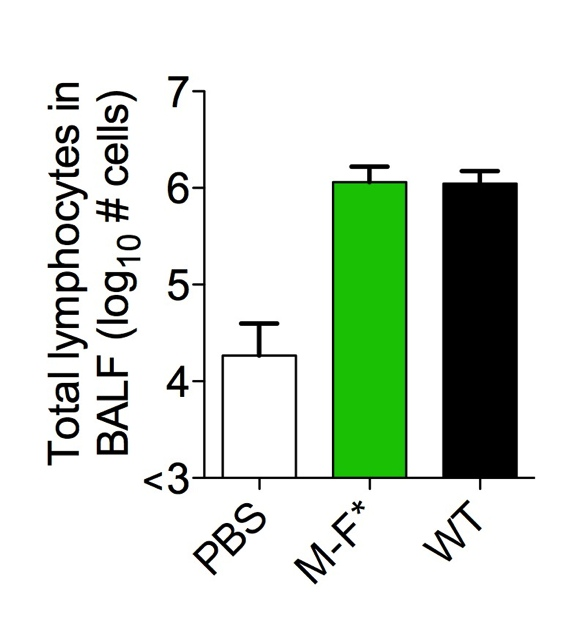 Total lymphocytes in
BALF (log10 # cells)
7
6
5
4
<3
PBS
M-F*
WT